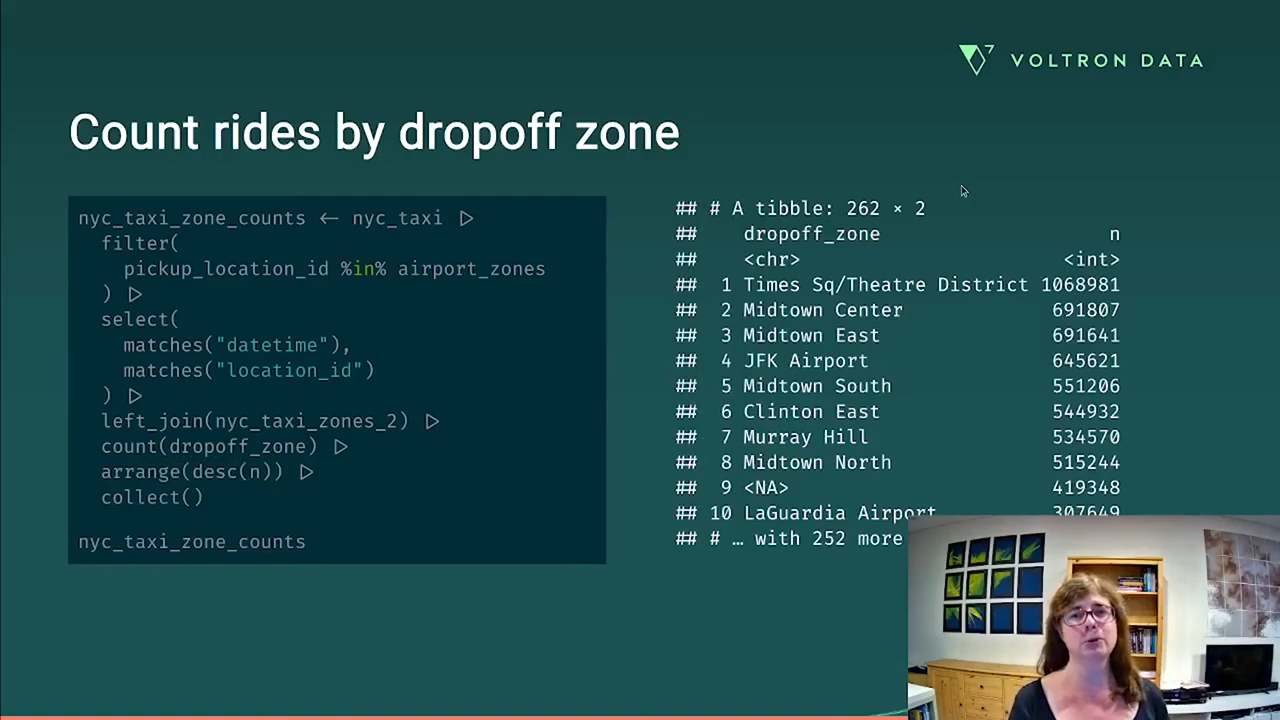 VOLTRON DATA
Count rides by dropoff zone
nyc_taxi_zone_counts <- nyc_taxi |>
filter(
pickup_location_id %in% airport_zones
) |>
select(
matches("datetime"),
matches("location_id")
) |>
left_join(nyc_taxi_zones_2) |>
count(dropoff_zone) |>
arrange(desc(n)) |>
collect()
nyc_taxi_zone_counts
## # A tibble: 262 × 2
## dropoff_zone n
## <chr> <int>
## 1 Times Sq/Theatre District 1068981
## 2 Midtown Center 691807
## 3 Midtown East 691641
## 4 JFK Airport 645621
## 5 Midtown South 551206
## 6 Clinton East 544932
## 7 Murray Hill 534570
## 8 Midtown North 515244
## 9 <NA> 419348
## 10 LaGuardia Airport 307649
## # … with 252 more